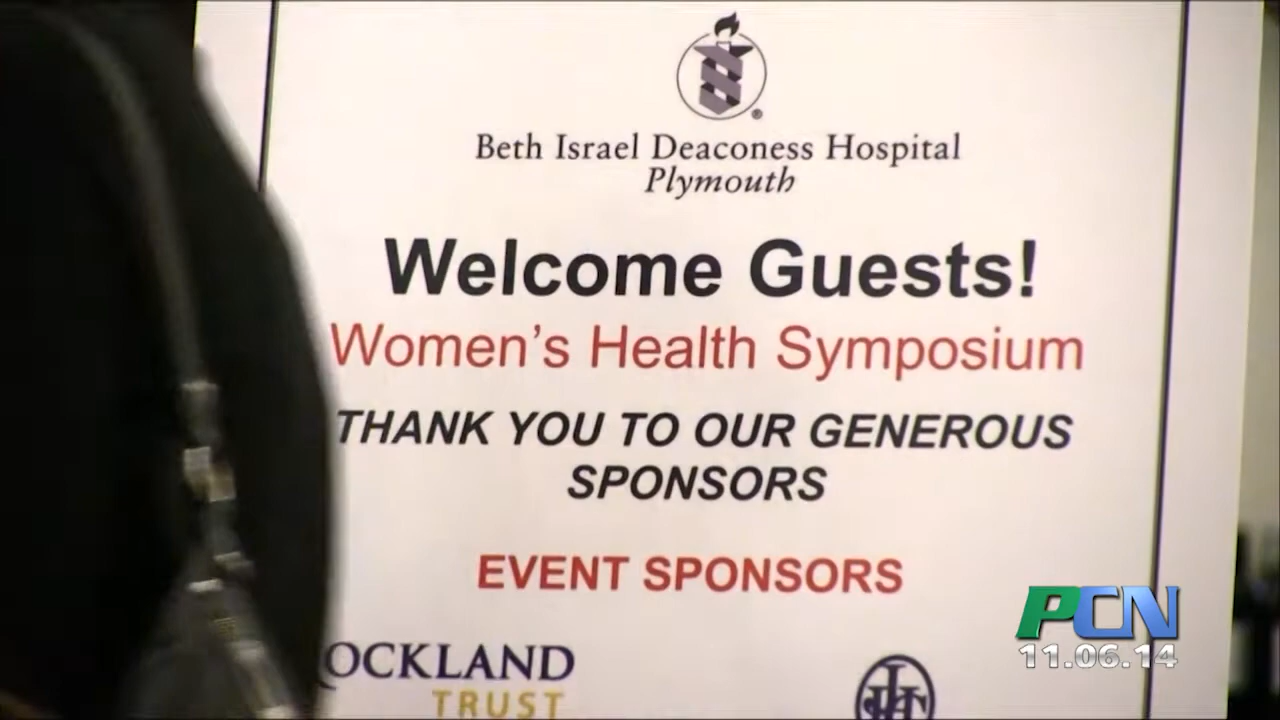 Beth Israel Deaconess Hospital
Plymouth
Welcome Guests!
Women's Health Symposium
THANK YOU TO OUR GENEROUS
SPONSORS
EVENT SPONSORS
OCKLAND
TRUST
PCN
11.06.14